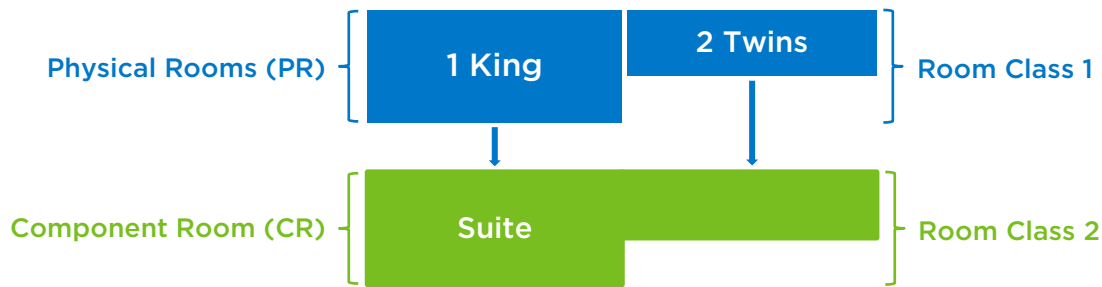 Physical Rooms (PR)
1 King
2 Twins
Room Class 1
Component Room (CR)
Suite
Room Class 2